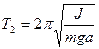 T₂ = 2π√(J/mga)